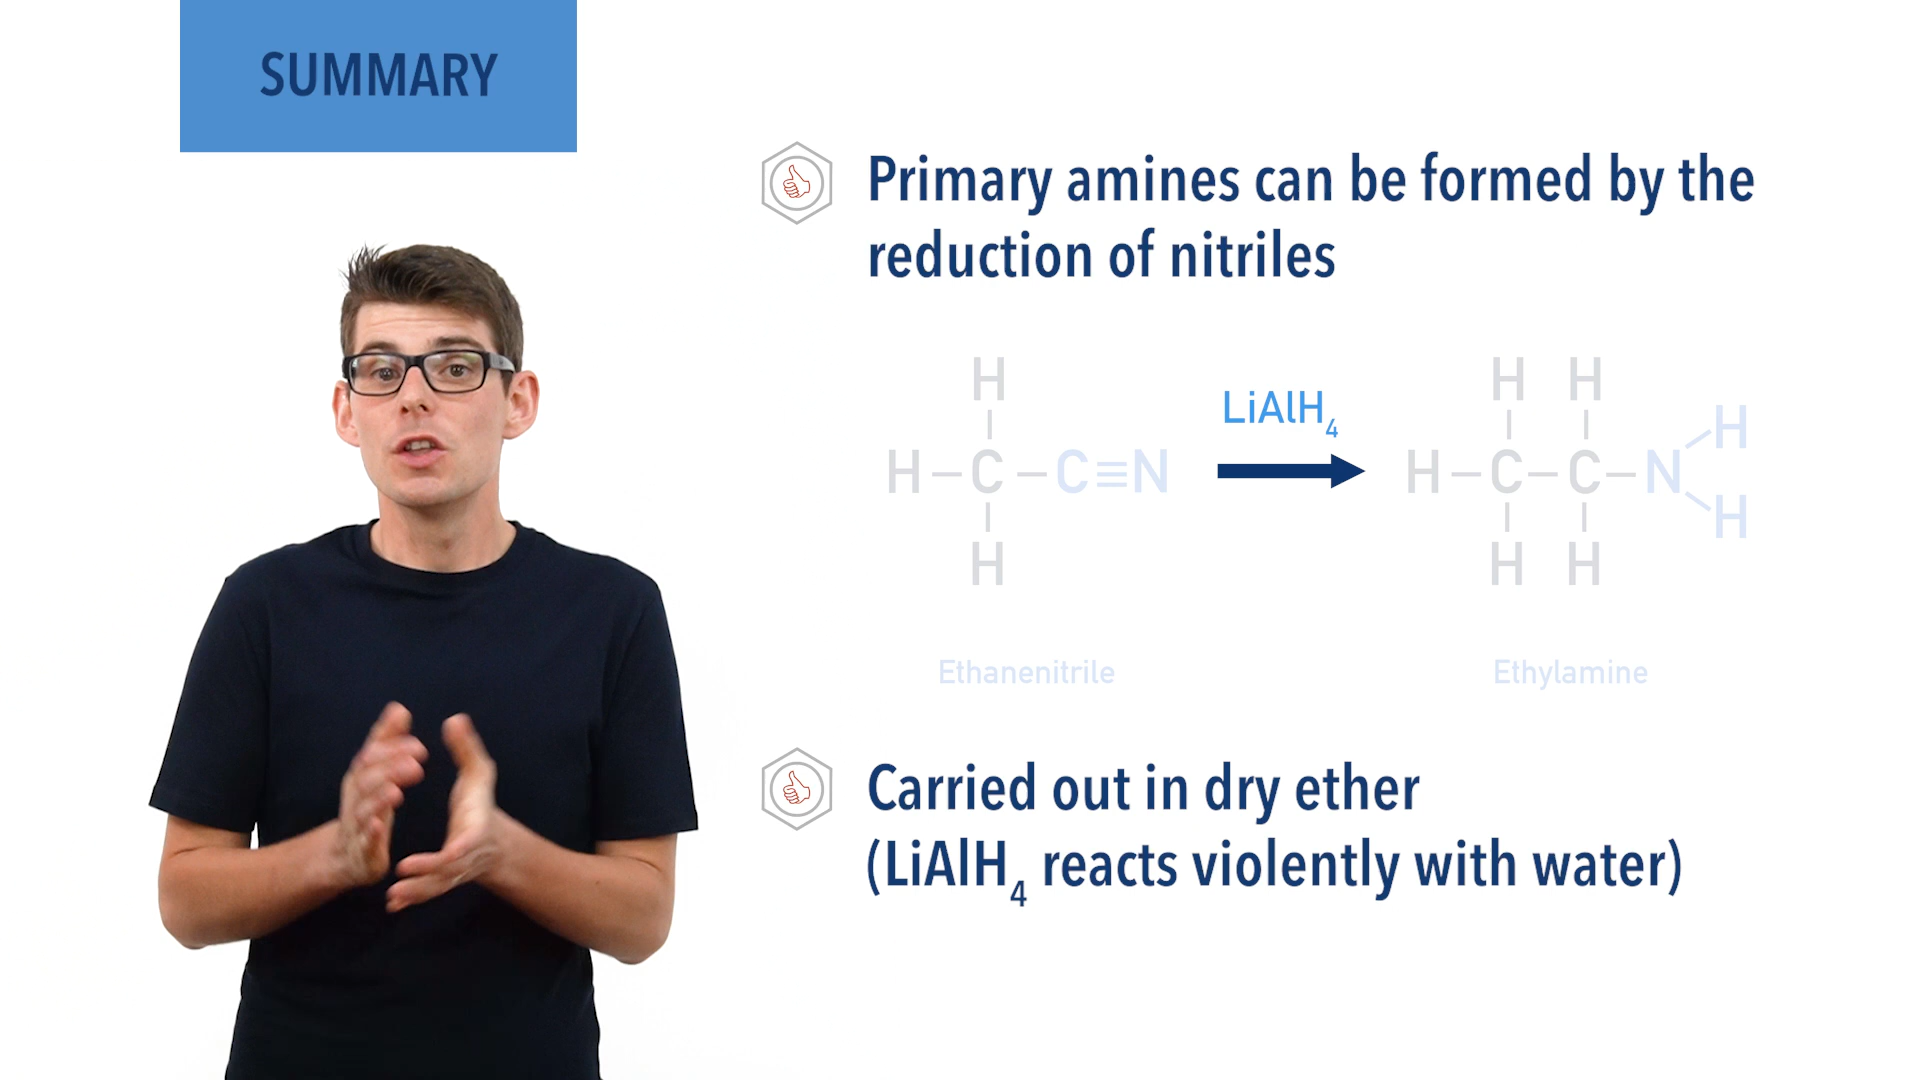 SUMMARY
Primary amines can be formed by the
reduction of nitriles
H
H–C–C≡N
H
LiAlH₄
H H
H–C–C–N
H
H
H H
Ethanenitrile
Ethylamine
Carried out in dry ether
(LiAlH₄ reacts violently with water)